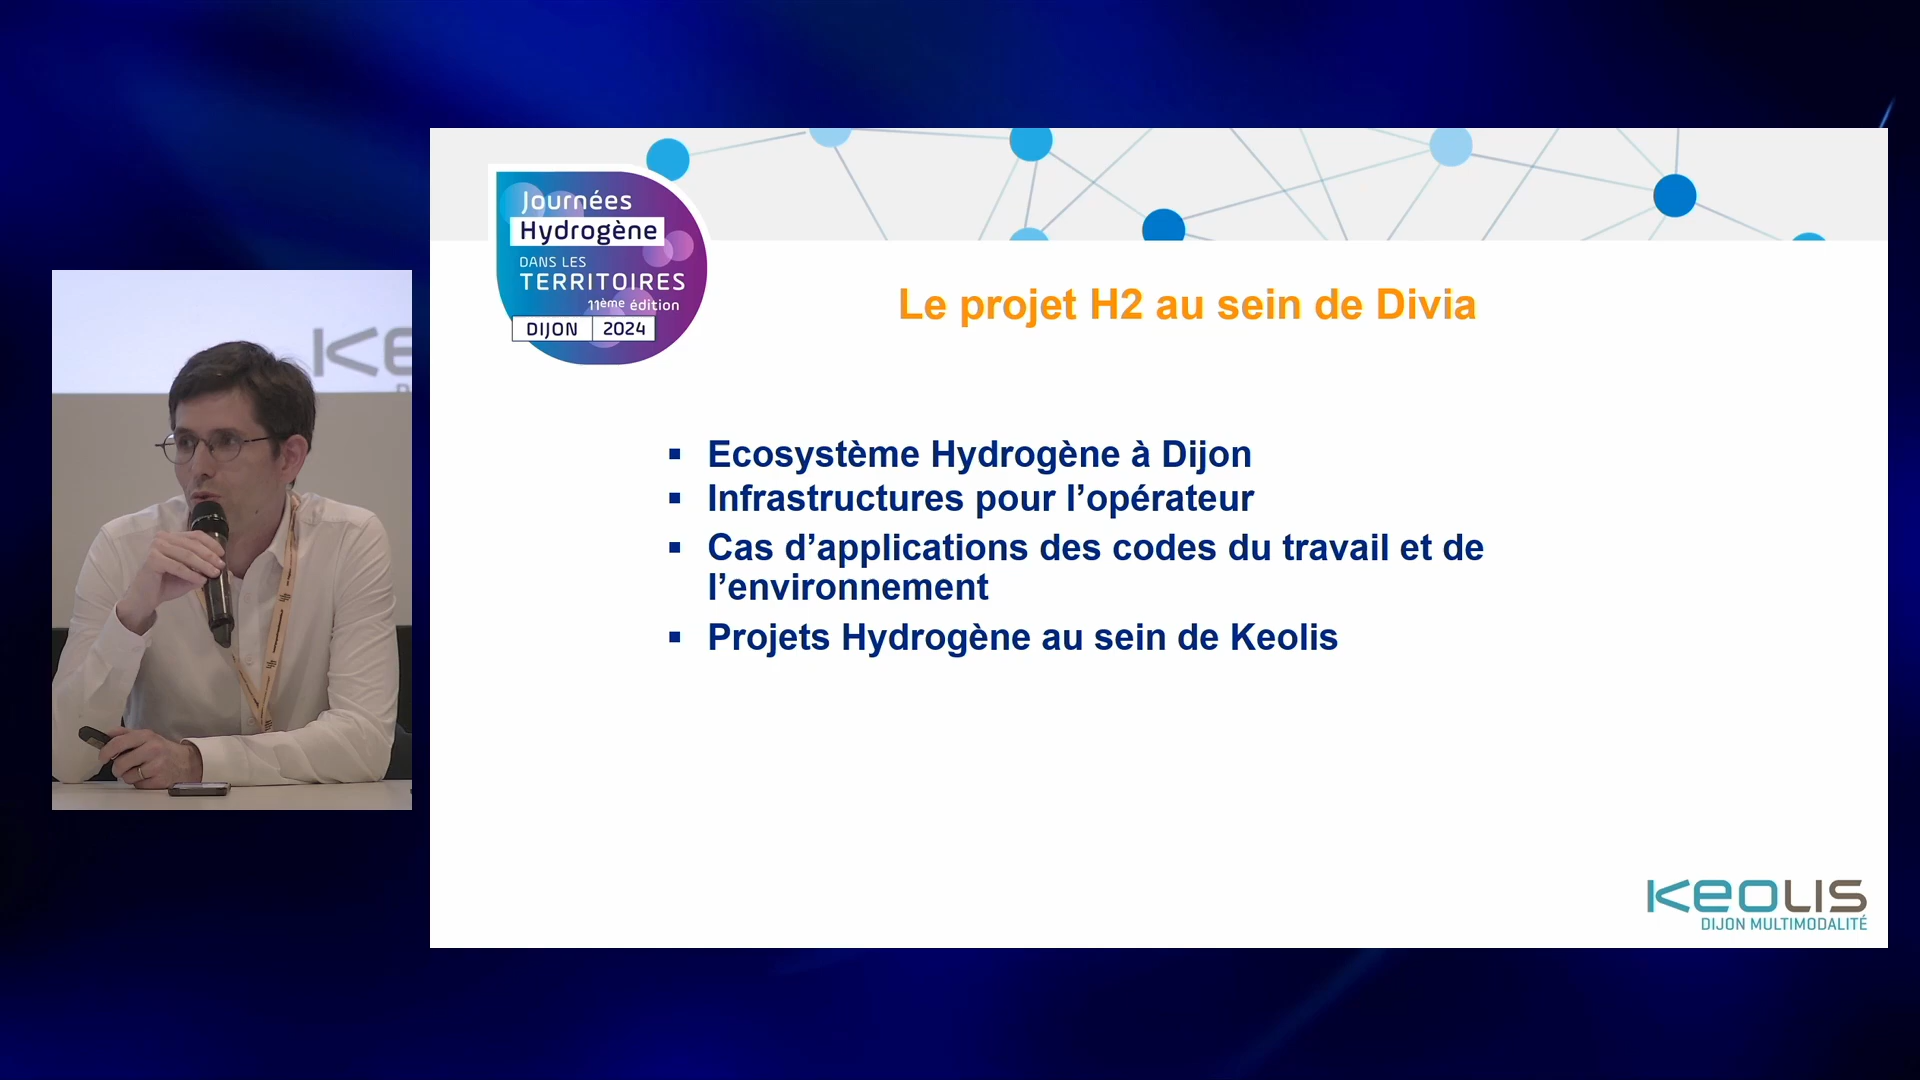 Journées
Hydrogène
DANS LES
TERRITOIRES
11ème édition
DIJON 2024
Le projet H2 au sein de Divia
▪ Ecosystème Hydrogène à Dijon
▪ Infrastructures pour l’opérateur
▪ Cas d’applications des codes du travail et de
l’environnement
▪ Projets Hydrogène au sein de Keolis
KEOLIS
DIJON MULTIMODALITÉ
KE